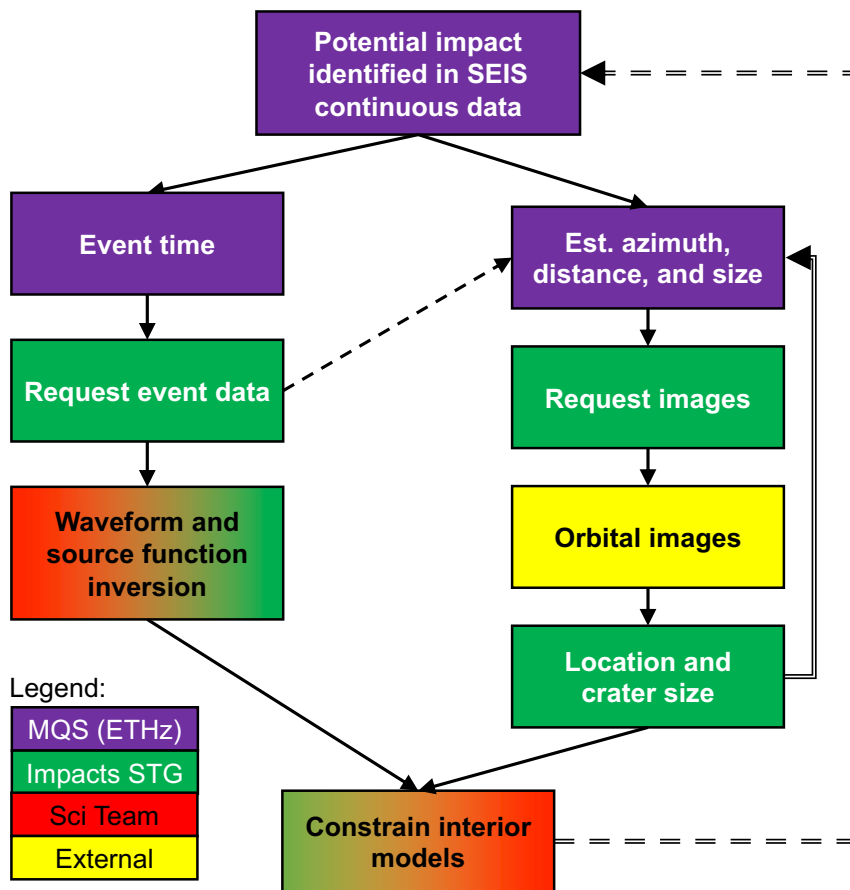 Potential impact
identified in SEIS
continuous data
Event time
Est. azimuth,
distance, and size
Request event data
Request images
Waveform and
source function
inversion
Orbital images
Location and
crater size
Legend:
MQS (ETHz)
Impacts STG
Sci Team
External
Constrain interior
models